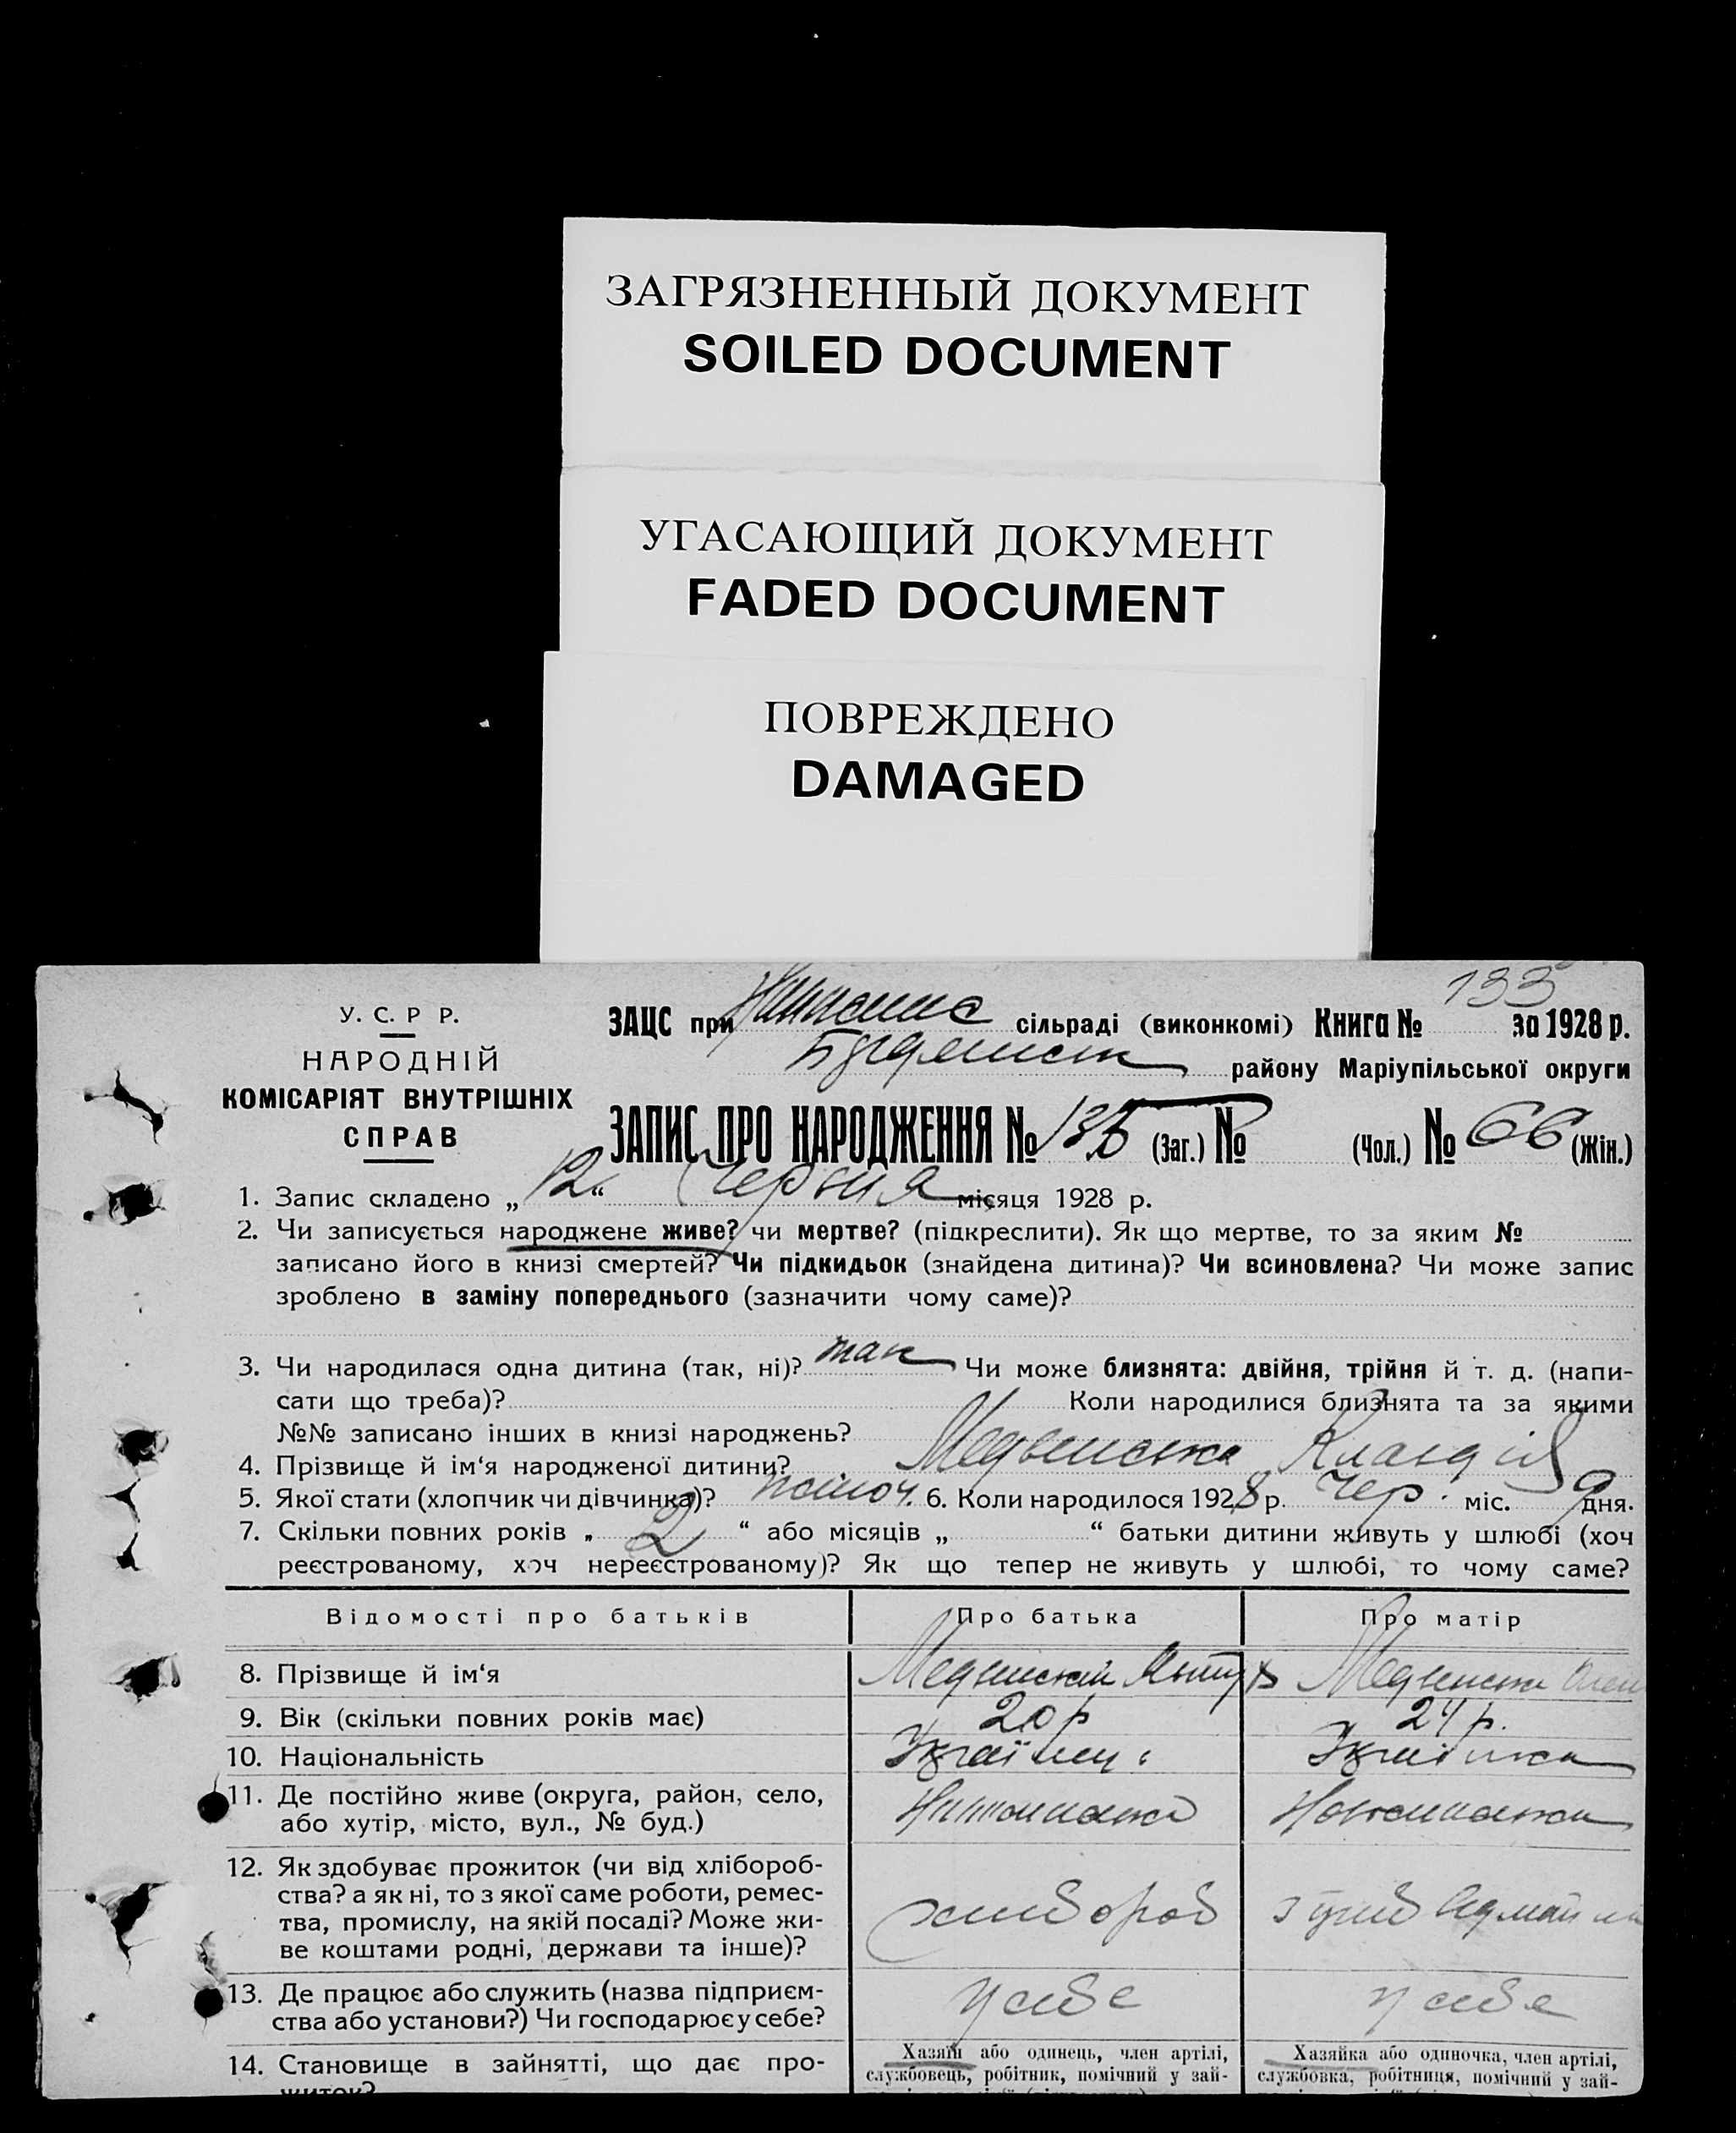 ЗАГРЯЗНЕННЫЙ ДОКУМЕНТ
SOILED DOCUMENT
УГАСАЮЩИЙ ДОКУМЕНТ
FADED DOCUMENT
ПОВРЕЖДЕНО
DAMAGED
133
У. С. Р Р.
НАРОДНІЙ
КОМІСАРІЯТ ВНУТРІШНІХ
СПРАВ
ЗАЦС при сільраді (виконкомі) Книга № за 1928 р.
району Маріупільської округи
ЗАПИС ПРО НАРОДЖЕННЯ № 135 (Заг.) № (Чол.) № 66 (Жін.)
1. Запис складено „ 12 “ Червня місяця 1928 р.
2. Чи записується народжене живе? чи мертве? (підкреслити). Як що мертве, то за яким №
записано його в книзі смертей? Чи підкидьок (знайдена дитина)? Чи всиновлена? Чи може запис
зроблено в заміну попереднього (зазначити чому саме)?
3. Чи народилася одна дитина (так, ні)? так Чи може близнята: двійня, трійня й т. д. (напи-
сати що треба)? Коли народилися близнята та за якими
№№ записано інших в книзі народжень?
4. Прізвище й ім‘я народженої дитини?
5. Якої стати (хлопчик чи дівчинка)? 6. Коли народилося 1928 р. Чер. міс. 9 дня.
7. Скільки повних років „ 2 “ або місяців „ “ батьки дитини живуть у шлюбі (хоч
реєстрованому, хоч нереєстрованому)? Як що тепер не живуть у шлюбі, то чому саме?
Відомості про батьків Про батька Про матір
8. Прізвище й ім‘я
9. Вік (скільки повних років має) 20 р 24 р.
10. Національність Українец Українка
11. Де постійно живе (округа, район, село,
або хутір, місто, вул., № буд.)
12. Як здобуває прожиток (чи від хлібороб-
ства? а як ні, то з якої саме роботи, ремес-
тва, промислу, на якій посаді? Може жи-
ве коштами родні, держави та інше)?
хлібороб
13. Де працює або служить (назва підприєм-
ства або установи?) Чи господарює у себе?
у себе у себе
14. Становище в зайнятті, що дає про-
житок?
Хазяїн або одинець, член артілі,
службовець, робітник, помічний у зай-
Хазяйка або одиночка, член артілі,
службовка, робітниця, помічний у зай-